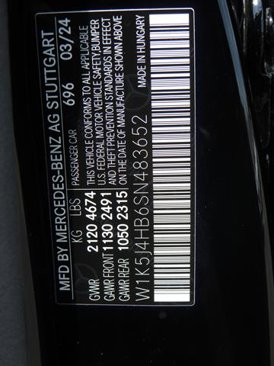 MFD BY MERCEDES-BENZ AG STUTTGART
PASSENGER CAR 696 03/24
KG LBS
GVWR 2120 4674
GAWR FRONT 1130 2491
GAWR REAR 1050 2315
THIS VEHICLE CONFORMS TO ALL APPLICABLE
U.S. FEDERAL MOTOR VEHICLE SAFETY, BUMPER
AND THEFT PREVENTION STANDARDS IN EFFECT
ON THE DATE OF MANUFACTURE SHOWN ABOVE.
MADE IN HUNGARY
W1K5J4HB6SN483652